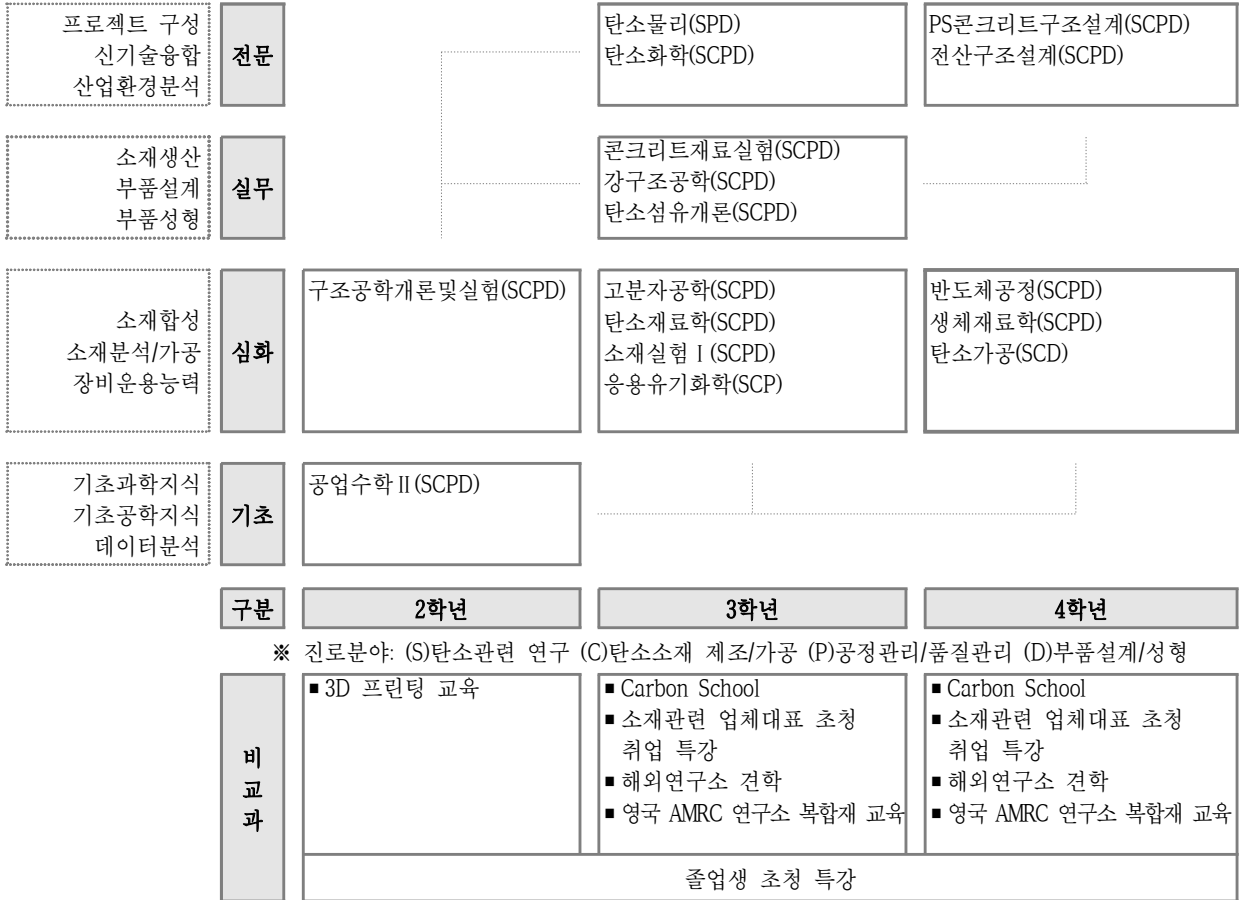 프로젝트 구성
신기술융합
산업환경분석
전문
탄소물리(SPD)
탄소화학(SCPD)
PS콘크리트구조설계(SCPD)
전산구조설계(SCPD)
소재생산
부품설계
부품성형
실무
콘크리트재료실험(SCPD)
강구조공학(SCPD)
탄소섬유개론(SCPD)
소재합성
소재분석/가공
장비운용능력
심화
구조공학개론및실험(SCPD)
고분자공학(SCPD)
탄소재료학(SCPD)
소재실험Ⅰ(SCPD)
응용유기화학(SCP)
반도체공정(SCPD)
생체재료학(SCPD)
탄소가공(SCD)
기초과학지식
기초공학지식
데이터분석
기초
공업수학Ⅱ(SCPD)
구분
2학년
3학년
4학년
※ 진로분야: (S)탄소관련 연구 (C)탄소소재 제조/가공 (P)공정관리/품질관리 (D)부품설계/성형
비
교
과
▪3D 프린팅 교육
▪Carbon School
▪소재관련 업체대표 초청
취업 특강
▪해외연구소 견학
▪영국 AMRC 연구소 복합재 교육
▪Carbon School
▪소재관련 업체대표 초청
취업 특강
▪해외연구소 견학
▪영국 AMRC 연구소 복합재 교육
졸업생 초청 특강